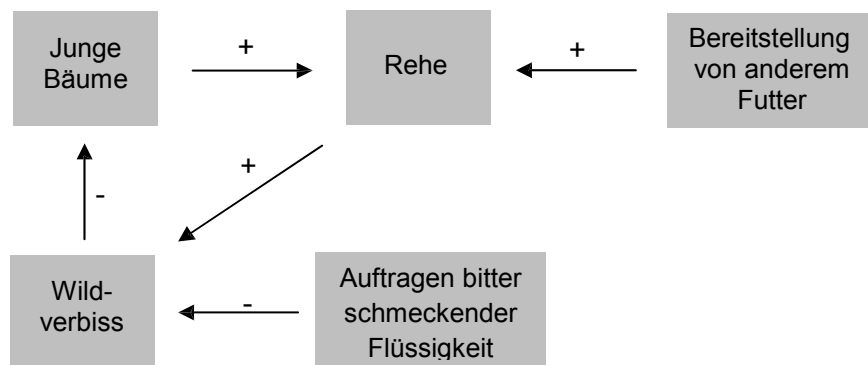 Junge
Bäume
+
Rehe
+
Bereitstellung
von anderem
Futter
+
-
Wild-
verbiss
-
Auftragen bitter
schmeckender
Flüssigkeit